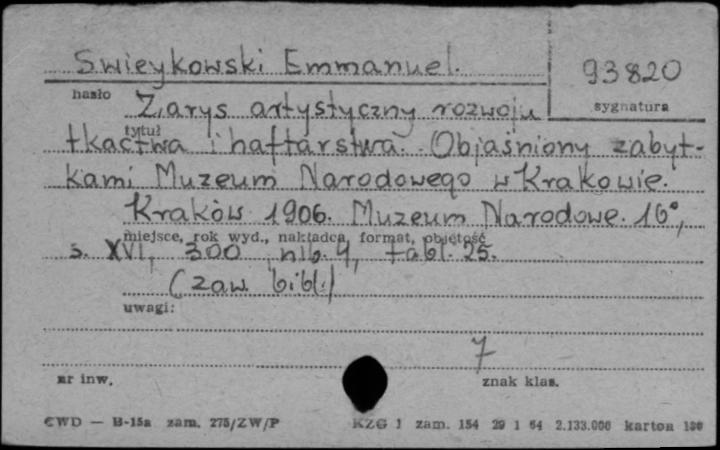 Swieykowski Emmanuel.
93820
hasło
sygnatura
Zarys artystyczny rozwoju
tytuł
tkactwa i haftarstwa. Objaśniony zabyt-
kami Muzeum Narodowego w Krakowie.
Kraków 1906. Muzeum Narodowe. 16°,
miejsce, rok wyd., nakładca, format, objętość
s. XVI, 300, nlb. 4, tabl. 25.
(zaw. bibl.)
uwagi:
7
nr inw.
znak klas.
CWD — B-15a zam. 275/ZW/P
KZG 1 zam. 154 29 1 64 2.133.000 karton